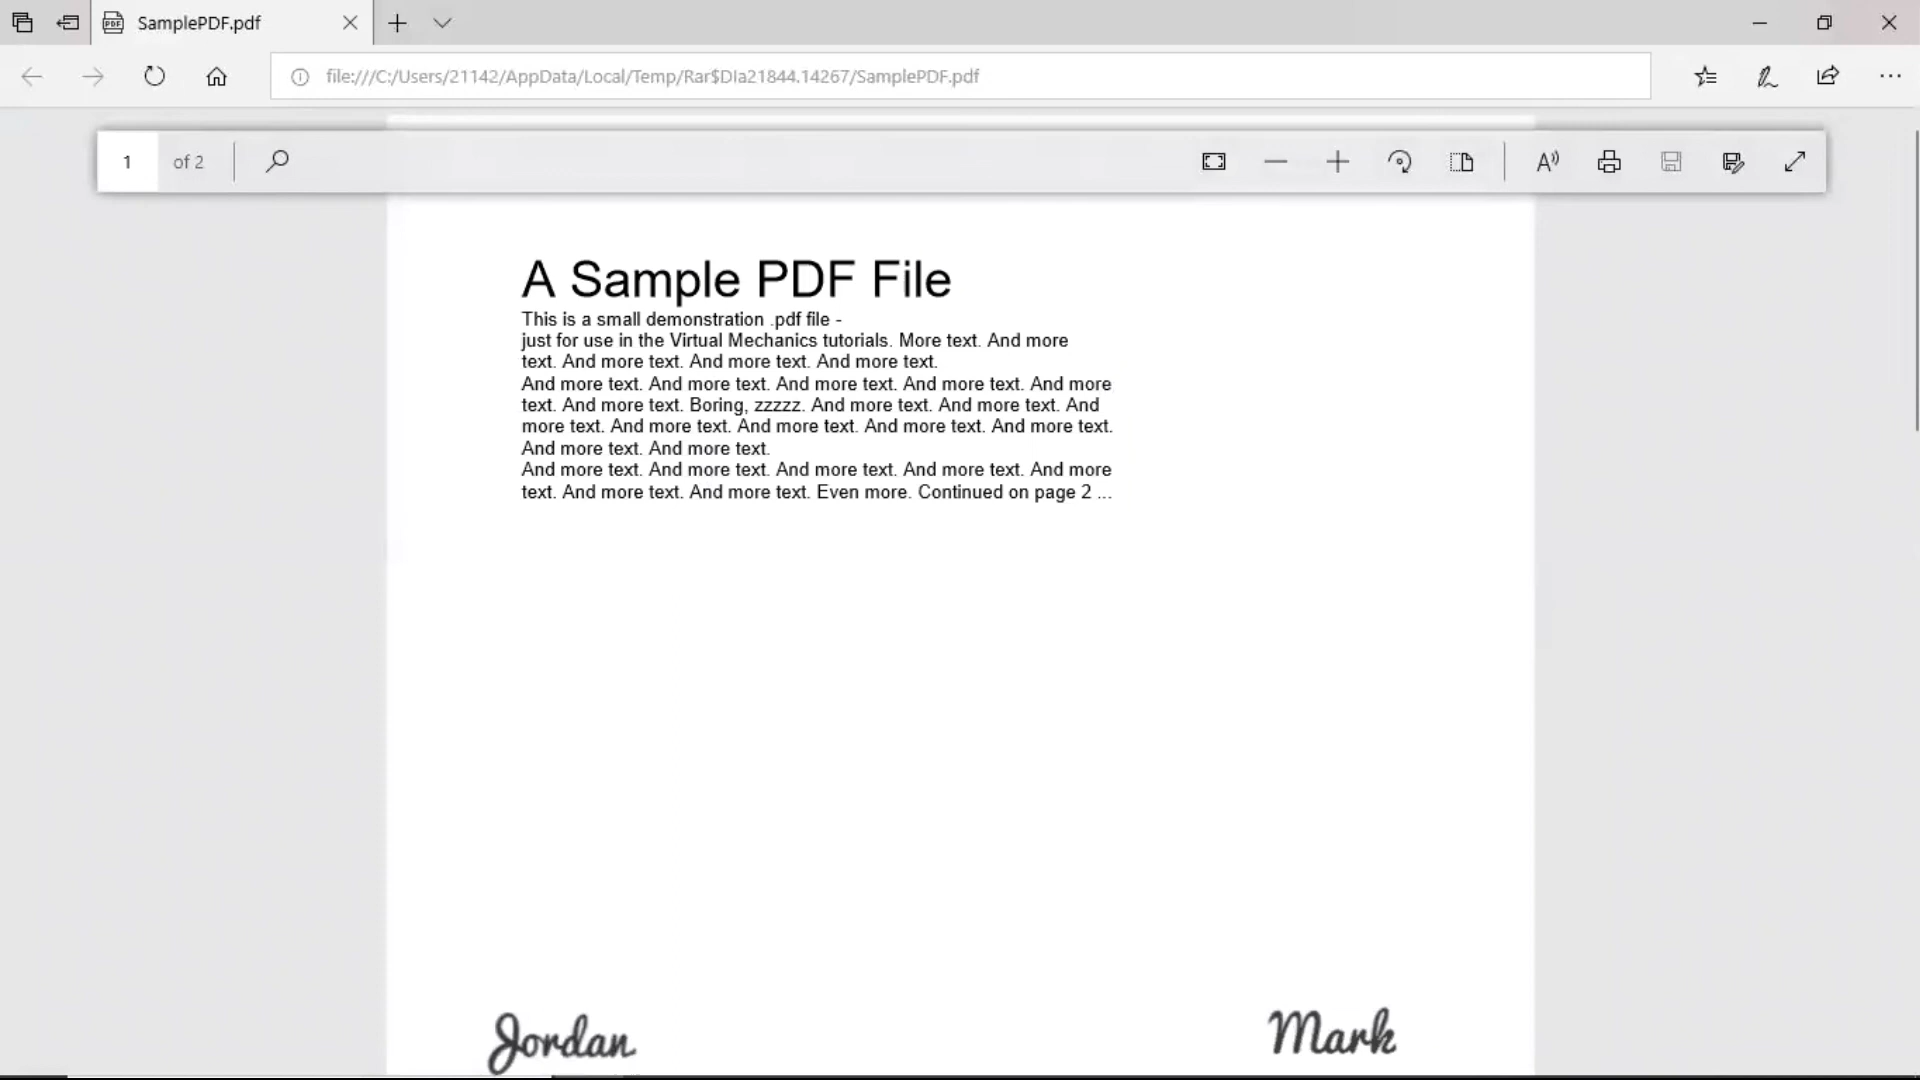 SamplePDF.pdf
file:///C:/Users/21142/AppData/Local/Temp/Rar$DIa21844.14267/SamplePDF.pdf
1 of 2
A Sample PDF File
This is a small demonstration .pdf file -
just for use in the Virtual Mechanics tutorials. More text. And more
text. And more text. And more text. And more text.
And more text. And more text. And more text. And more text. And more
text. And more text. Boring, zzzzz. And more text. And more text. And
more text. And more text. And more text. And more text. And more text.
And more text. And more text.
And more text. And more text. And more text. And more text. And more
text. And more text. And more text. Even more. Continued on page 2 ...
Jordan Mark